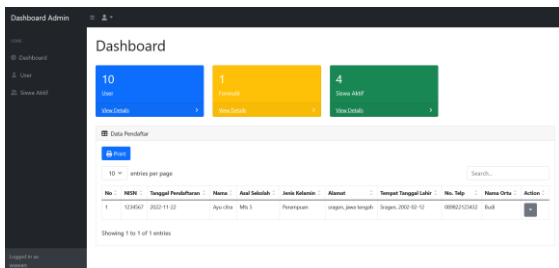 Dashboard Admin
HOME
Dashboard
User
Siswa Aktif
Dashboard
10
User
View Details
1
Formulir
View Details
4
Siswa Aktif
View Details
Data Pendaftar
Print
10 entries per page
Search...
No NISN Tanggal Pendaftaran Nama Asal Sekolah Jenis Kelamin Alamat Tempat Tanggal Lahir No. Telp Nama Ortu Action
1 1234567 2022-11-22 Ayu citra Mts 5 Perempuan sragen, jawa tengah Sragen, 2002-02-12 Budi
Showing 1 to 1 of 1 entries
Logged in as